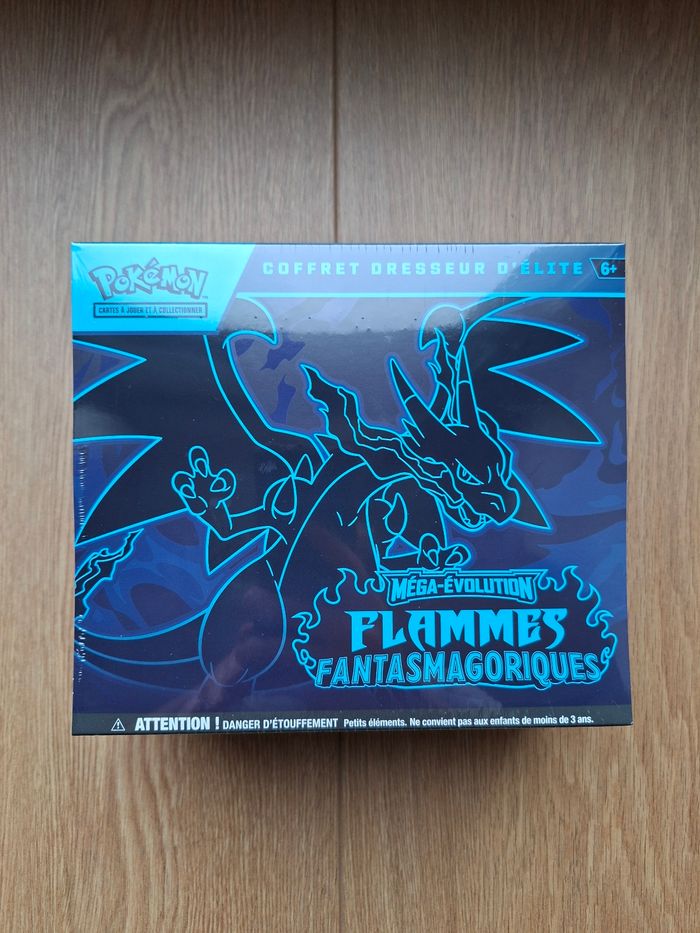 POKéMON
CARTES À JOUER ET À COLLECTIONNER
COFFRET DRESSEUR D'ÉLITE
6+
MÉGA-ÉVOLUTION
FLAMMES
FANTASMAGORIQUES
⚠ ATTENTION ! DANGER D'ÉTOUFFEMENT Petits éléments. Ne convient pas aux enfants de moins de 3 ans.